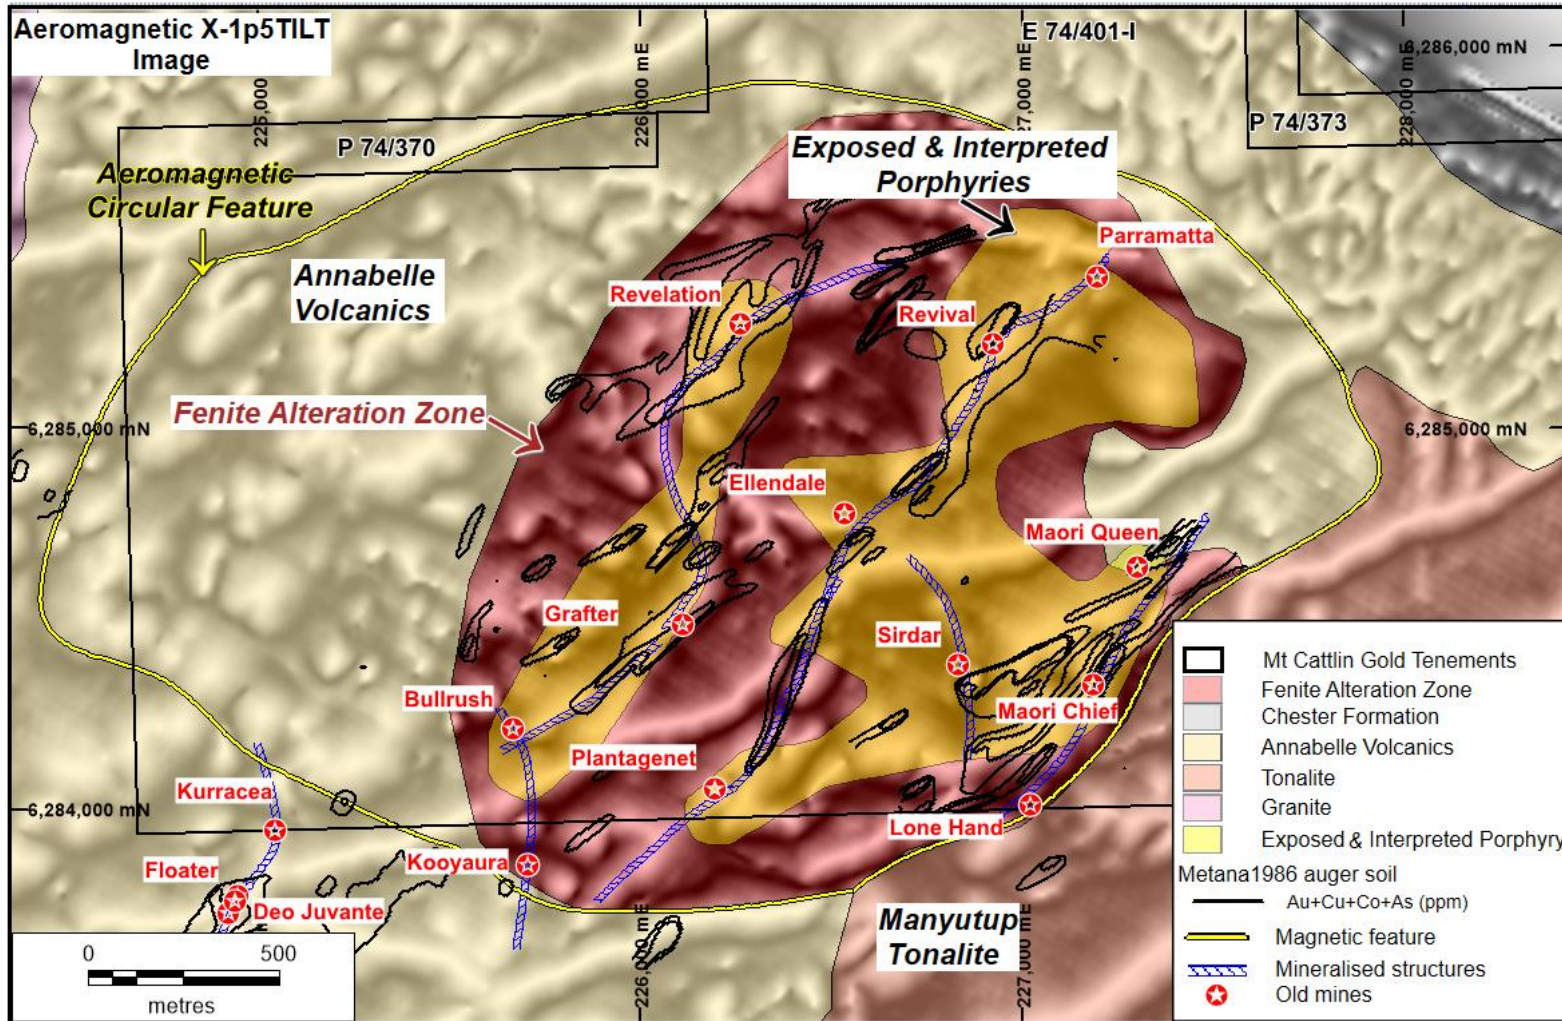 Aeromagnetic X-1p5TILT
Image
E 74/401-I
6,286,000 mN
225,000 mE
226,000 mE
227,000 mE
228,000 mE
P 74/370
P 74/373
Aeromagnetic
Circular Feature
Exposed & Interpreted
Porphyries
Annabelle
Volcanics
Parramatta
Revelation
Revival
Fenite Alteration Zone
6,285,000 mN
6,285,000 mN
Ellendale
Maori Queen
Grafter
Sirdar
Bullrush
Maori Chief
Plantagenet
Kurracea
6,284,000 mN
Lone Hand
Floater
Kooyaura
Deo Juvante
Manyutup
Tonalite
226,000 mE
227,000 mE
0 500
metres
Mt Cattlin Gold Tenements
Fenite Alteration Zone
Chester Formation
Annabelle Volcanics
Tonalite
Granite
Exposed & Interpreted Porphyry
Metana1986 auger soil
Au+Cu+Co+As (ppm)
Magnetic feature
Mineralised structures
Old mines